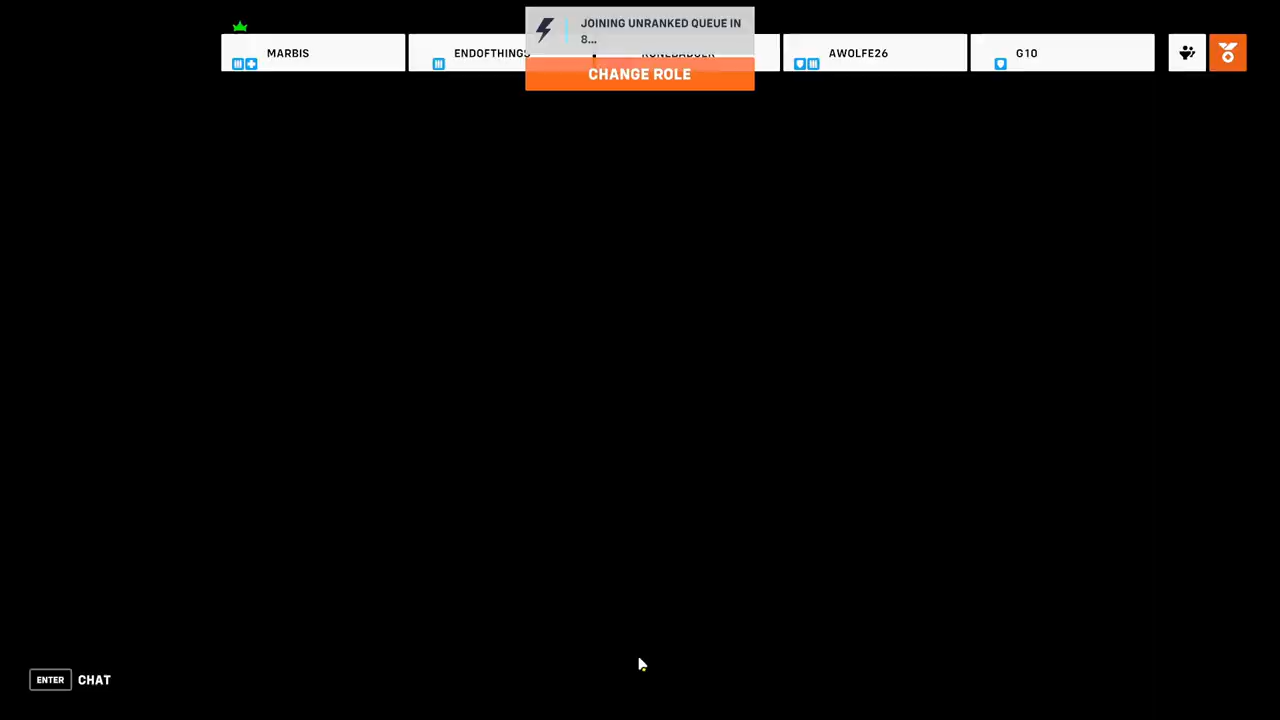 JOINING UNRANKED QUEUE IN
8...
MARBIS
ENDOFTHINGS
AWOLFE26
G10
CHANGE ROLE
ENTER CHAT